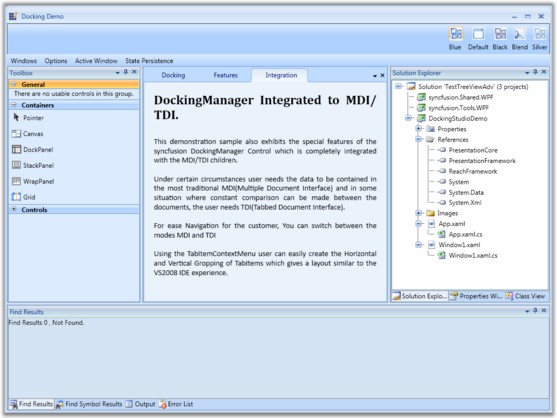 Docking Demo
Blue Default Black Blend Silver
Windows Options Active Window State Persistence
Toolbox
General
There are no usable controls in this group.
Containers
Pointer
Canvas
DockPanel
StackPanel
WrapPanel
Grid
Controls
Docking Features Integration
DockingManager Integrated to MDI/
TDI.
This demonstration sample also exhibits the special features of the
syncfusion DockingManager Control which is completely integrated
with the MDI/TDI children.
Under certain circumstances user needs the data to be contained in
the most traditional MDI(Multiple Document Interface) and in some
situation where constant comparison can be made between the
documents, the user needs TDI(Tabbed Document Interface).
For ease Navigation for the customer, You can switch between the
modes MDI and TDI
Using the TabItemContextMenu user can easily create the Horizontal
and Vertical Gropping of TabItems which gives a layout similar to the
VS2008 IDE experience.
Solution Explorer
Solution 'TestTreeViewAdv' (3 projects)
syncfusion.Shared.WPF
syncfusion.Tools.WPF
DockingStudioDemo
Properties
References
PresentationCore
PresentationFramework
ReachFramework
System
System.Data
System.Xml
Images
App.xaml
App.xaml.cs
Window1.xaml
Window1.xaml.cs
Solution Explo... Properties Wi... Class View
Find Results
Find Results 0 , Not Found.
Find Results Find Symbol Results Output Error List